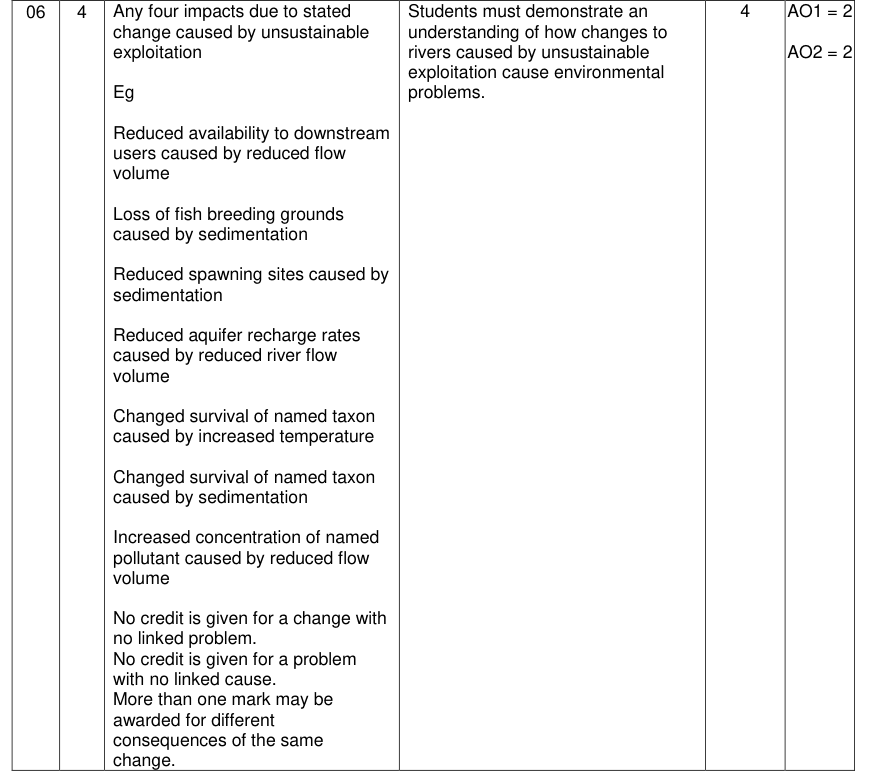 06
4
Any four impacts due to stated
change caused by unsustainable
exploitation
Eg
Reduced availability to downstream
users caused by reduced flow
volume
Loss of fish breeding grounds
caused by sedimentation
Reduced spawning sites caused by
sedimentation
Reduced aquifer recharge rates
caused by reduced river flow
volume
Changed survival of named taxon
caused by increased temperature
Changed survival of named taxon
caused by sedimentation
Increased concentration of named
pollutant caused by reduced flow
volume
No credit is given for a change with
no linked problem.
No credit is given for a problem
with no linked cause.
More than one mark may be
awarded for different
consequences of the same
change.
Students must demonstrate an
understanding of how changes to
rivers caused by unsustainable
exploitation cause environmental
problems.
4
AO1 = 2
AO2 = 2